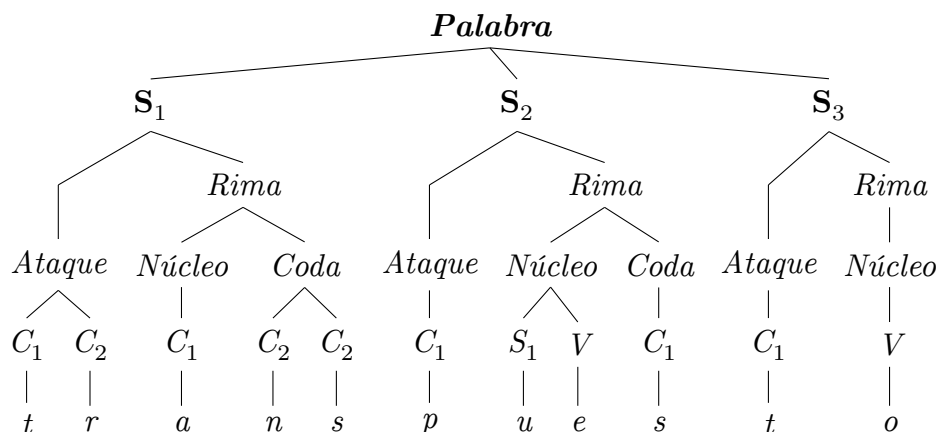 Palabra
S₁ S₂ S₃
Rima Rima Rima
Ataque Núcleo Coda Ataque Núcleo Coda Ataque Núcleo
C₁ C₂ C₁ C₂ C₂ C₁ S₁ V C₁ C₁ V
t r a n s p u e s t o